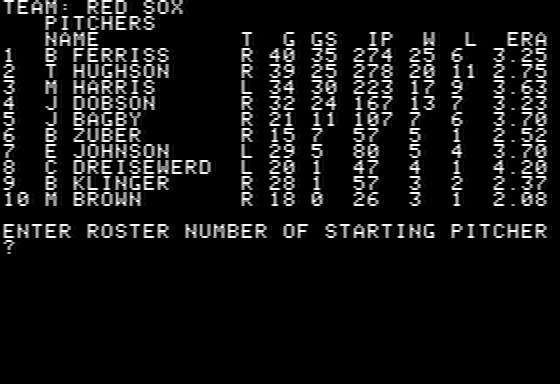 TEAM: RED SOX
PITCHERS
NAME T G GS IP W L ERA
1 B FERRISS R 40 35 274 25 6 3.25
2 T HUGHSON R 39 25 278 20 11 2.75
3 M HARRIS L 34 30 223 17 9 3.63
4 J DOBSON R 32 24 167 13 7 3.23
5 J BAGBY R 21 11 107 7 6 3.70
6 B ZUBER R 15 7 57 5 1 2.52
7 E JOHNSON L 29 5 80 5 4 3.70
8 C DREISEWERD L 20 1 47 4 1 4.20
9 B KLINGER R 28 1 57 3 2 2.37
10 M BROWN R 18 0 26 3 1 2.08
ENTER ROSTER NUMBER OF STARTING PITCHER
?